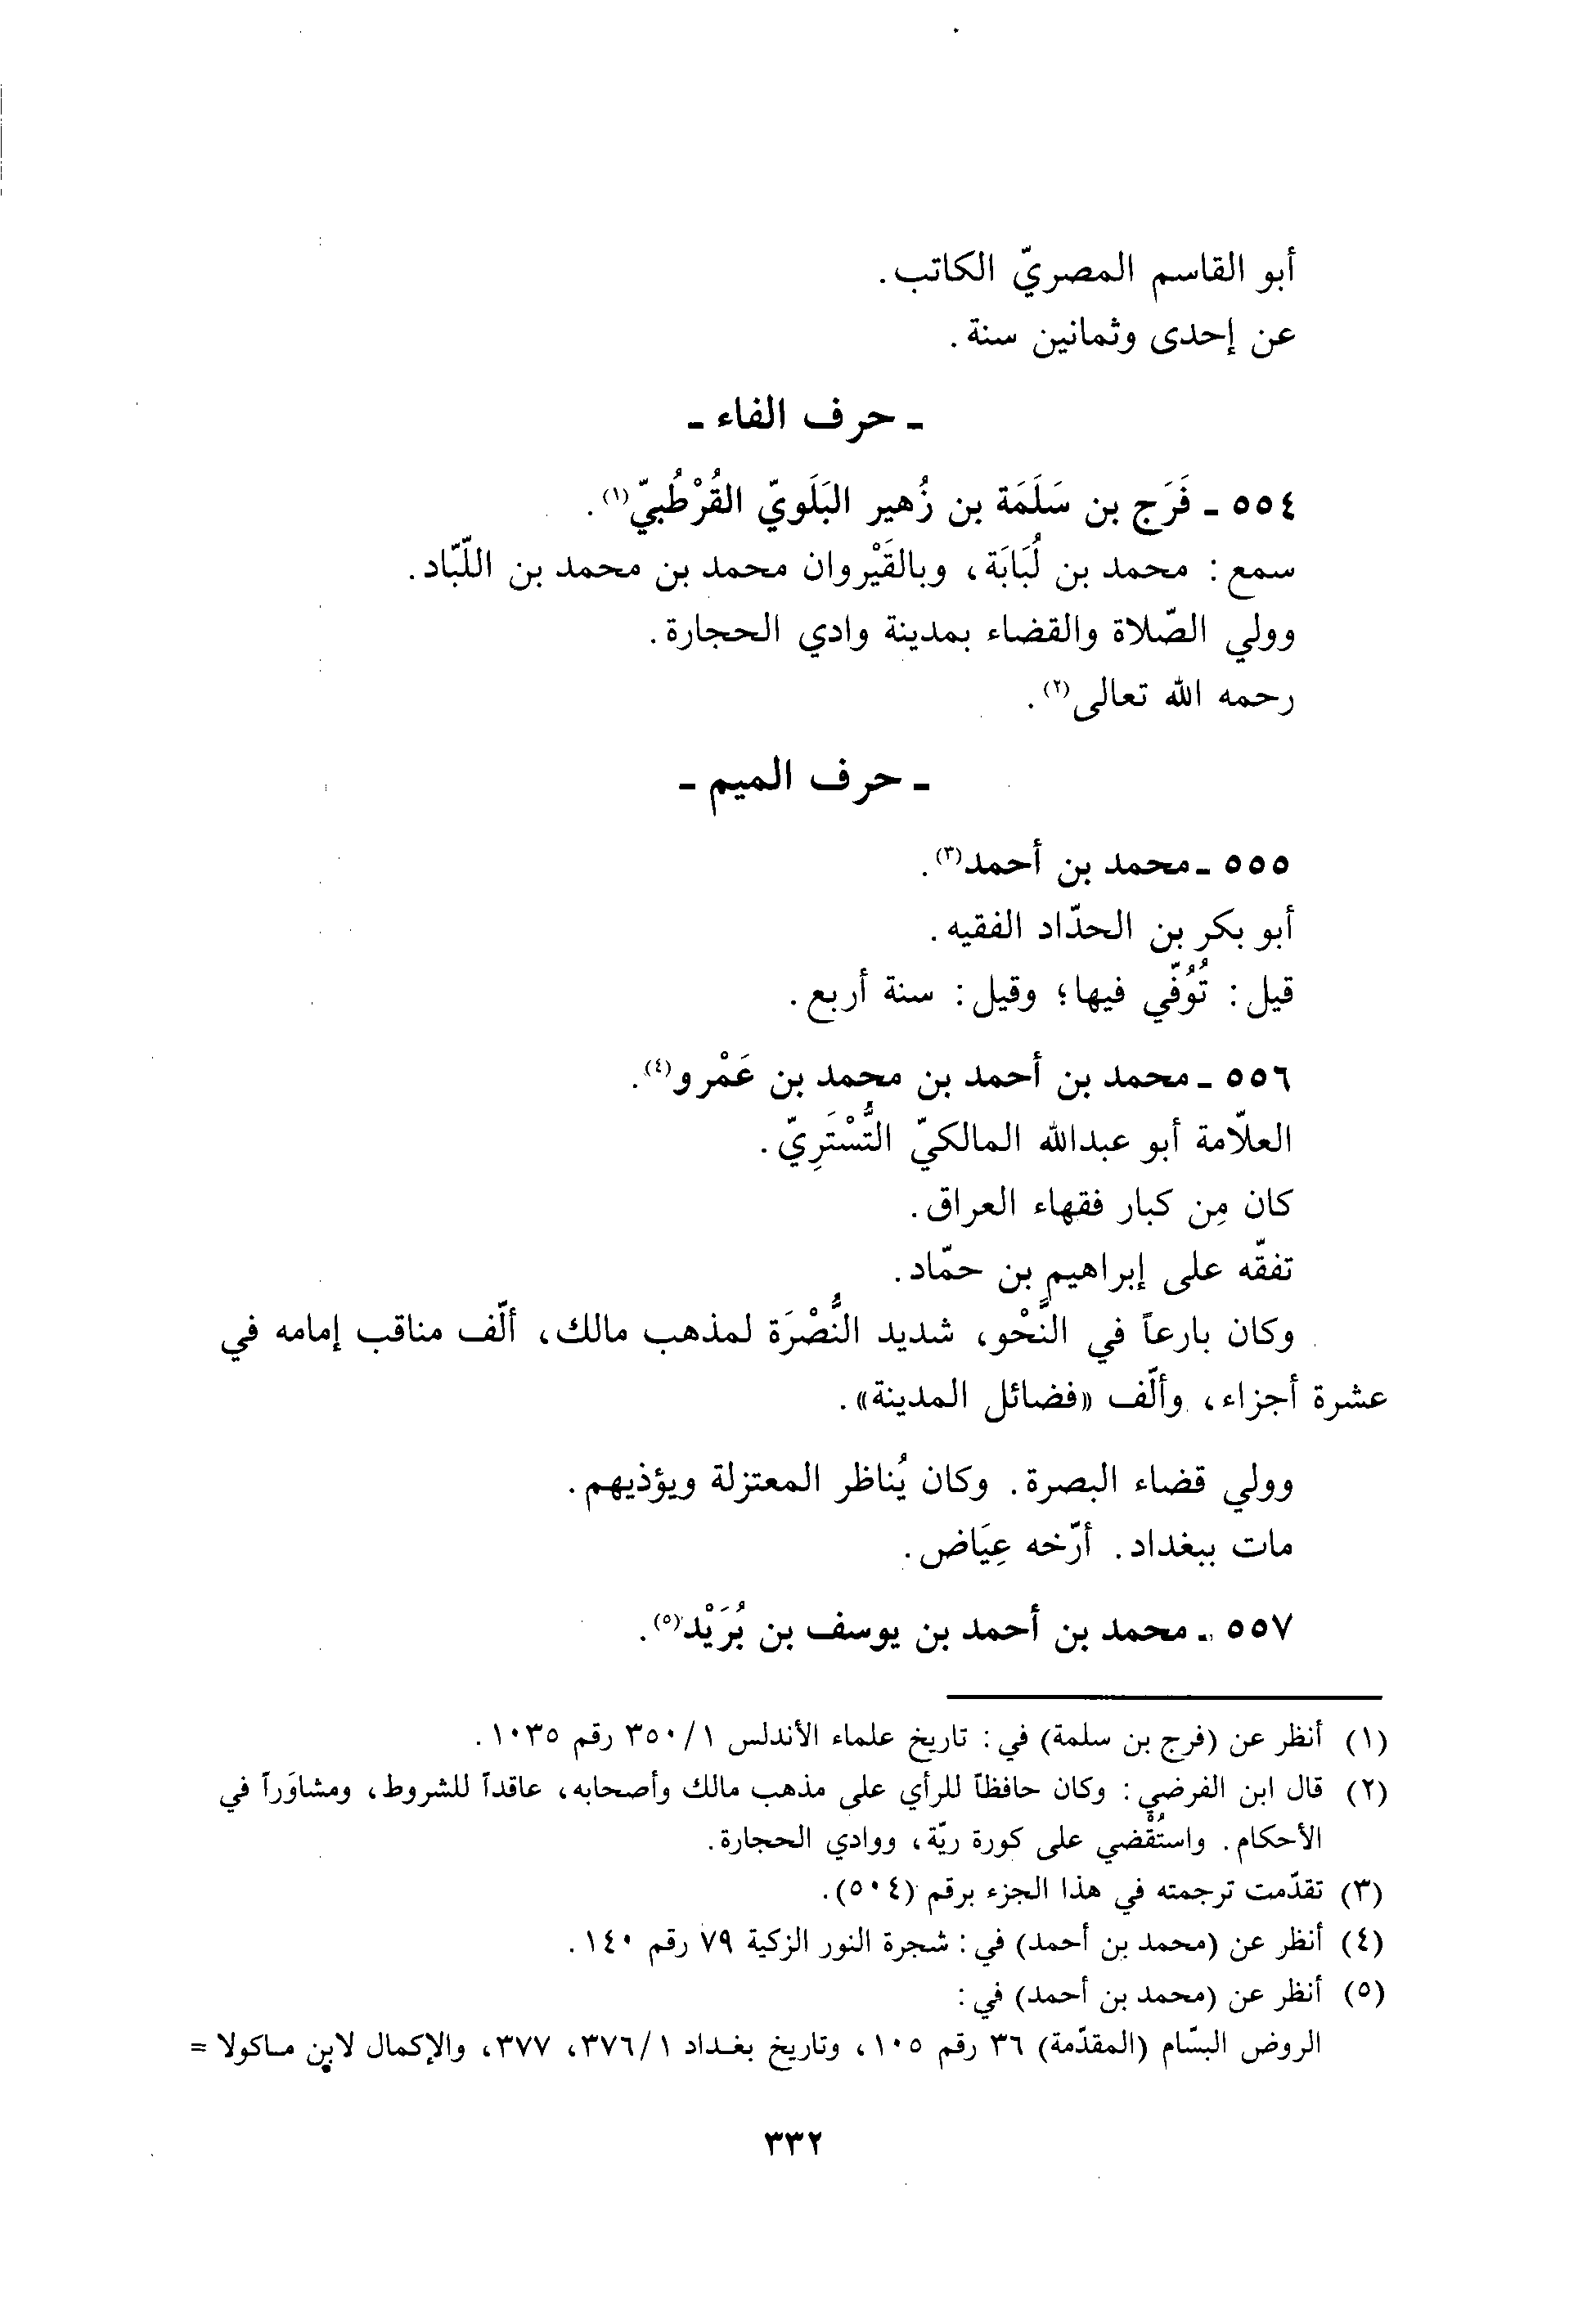 أبو القاسم المصريّ الكاتب.
عن إحدى وثمانين سنة.
- حرف الفاء -
٥٥٤ - فَرَج بن سَلَمَة بن زُهير البَلَويّ القُرْطُبيّ(١).
سمع: محمد بن لُبَابَة، وبالقَيْروان محمد بن محمد بن اللّبّاد.
وولي الصّلاة والقضاء بمدينة وادي الحجارة.
رحمه الله تعالى(٢).
- حرف الميم -
٥٥٥ - محمد بن أحمد(٣).
أبو بكر بن الحدّاد الفقيه.
قيل: تُوُفّي فيها؛ وقيل: سنة أربع.
٥٥٦ - محمد بن أحمد بن محمد بن عَمْرو(٤).
العلاّمة أبو عبدالله المالكيّ التُّسْتَرِيّ.
كان مِن كبار فقهاء العراق.
تفقّه على إبراهيم بن حمّاد.
وكان بارعاً في النَّحْو، شديد النُّصْرَة لمذهب مالك، ألّف مناقب إمامه في
عشرة أجزاء، وألّف «فضائل المدينة».
وولي قضاء البصرة. وكان يُناظر المعتزلة ويؤذيهم.
مات ببغداد. أرّخه عِيَاض.
٥٥٧ - محمد بن أحمد بن يوسف بن بُرَيْد(٥).
(١) أنظر عن (فرج بن سلمة) في: تاريخ علماء الأندلس ٣٥٠/١ رقم ١٠٣٥.
(٢) قال ابن الفرضي: وكان حافظاً للرأي على مذهب مالك وأصحابه، عاقداً للشروط، ومشاوَراً في
الأحكام. واستُقْضي على كورة ريّة، ووادي الحجارة.
(٣) تقدّمت ترجمته في هذا الجزء برقم (٥٠٤).
(٤) أنظر عن (محمد بن أحمد) في: شجرة النور الزكية ٧٩ رقم ١٤٠.
(٥) أنظر عن (محمد بن أحمد) في:
الروض البسّام (المقدّمة) ٣٦ رقم ١٠٥، وتاريخ بغداد ٣٧٦/١، ٣٧٧، والإكمال لابن ماكولا =
٣٣٢